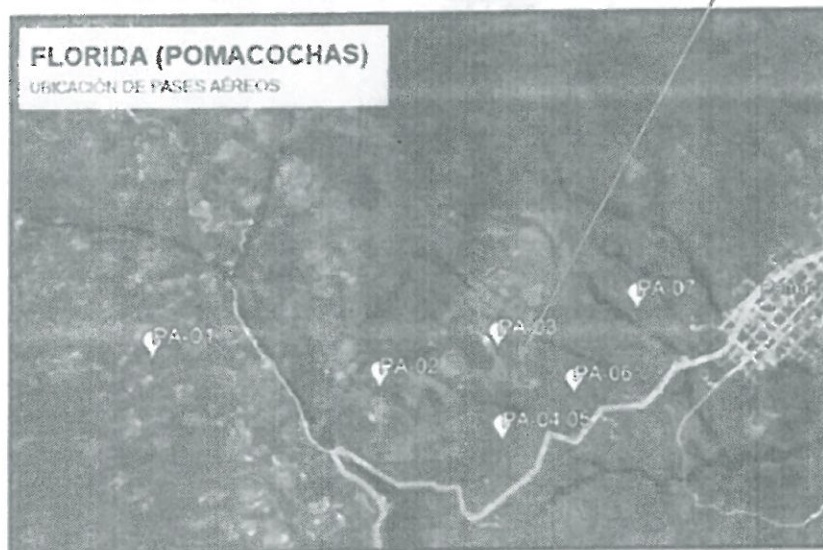 FLORIDA (POMACOCHAS)
UBICACIÓN DE PASES AÉREOS
PA-07
PA-03
PA-01
PA-02
PA-06
PA-04-05